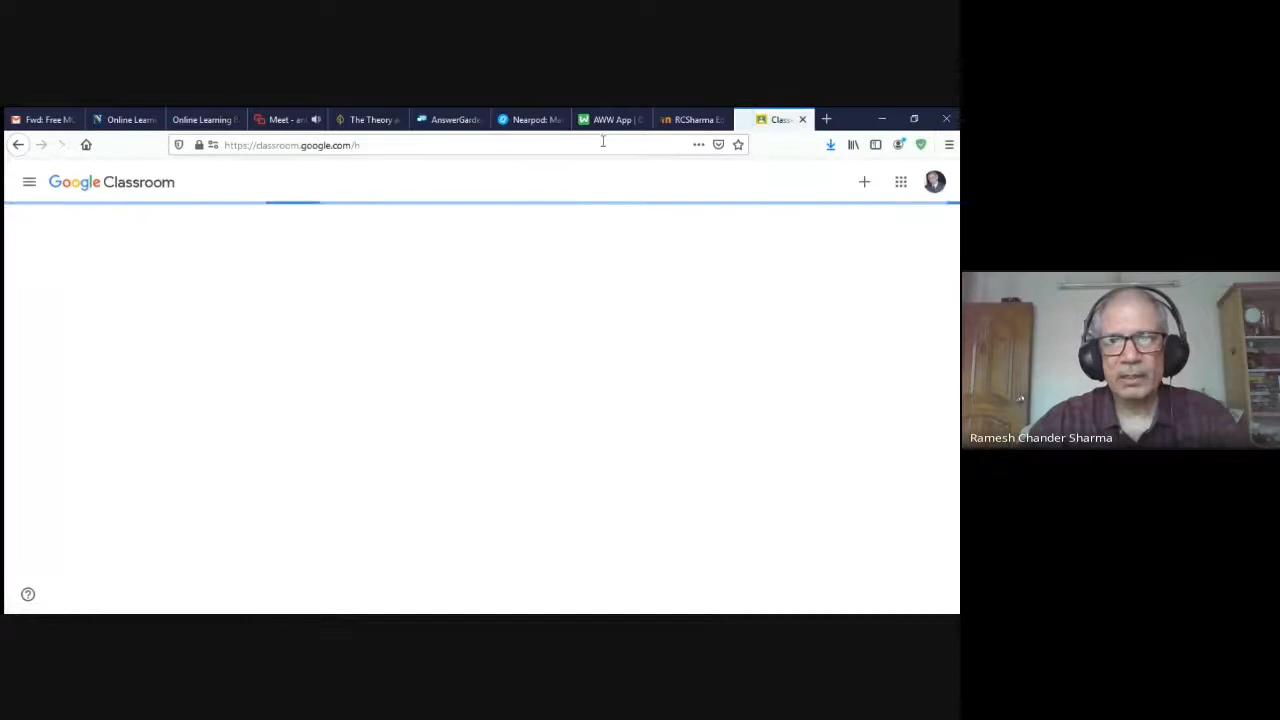 Fwd: Free M
Online Learn
Online Learning
Meet - an
The Theory
AnswerGarde
Nearpod: Ma
AWW App |
RCSharma Ed
Class
https://classroom.google.com/h
Google Classroom
Ramesh Chander Sharma